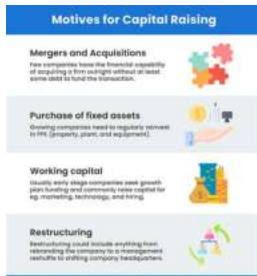 Motives for Capital Raising
Mergers and Acquisitions
Few companies have the financial capability
of acquiring a firm outright without at least
some debt to fund the transaction.
Purchase of fixed assets
Growing companies need to regularly reinvest
in PPE (property, plant, and equipment).
Working capital
Usually early stage companies seek growth
plan funding and commonly raise capital for
eg. marketing, technology, and hiring.
Restructuring
Restructuring could include anything from
rebranding the company to a management
reshuffle to shifting company headquarters.